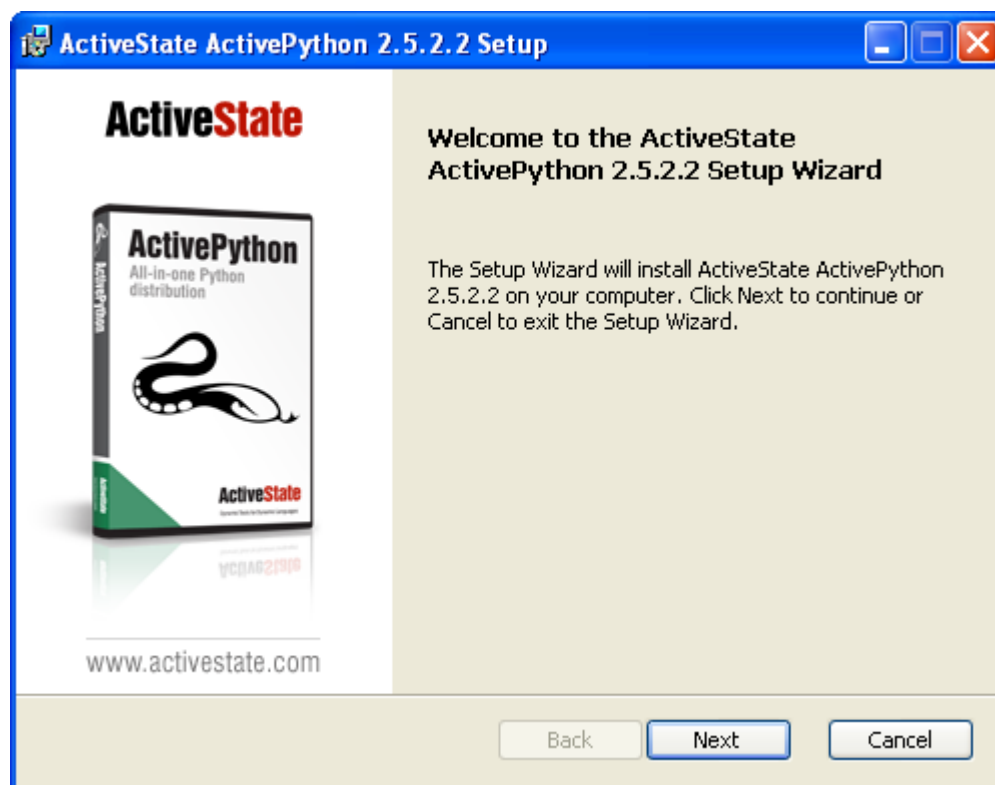 ActiveState ActivePython 2.5.2.2 Setup
ActiveState
Welcome to the ActiveState
ActivePython 2.5.2.2 Setup Wizard
ActivePython
All-in-one Python
distribution
ActivePython
The Setup Wizard will install ActiveState ActivePython
2.5.2.2 on your computer. Click Next to continue or
Cancel to exit the Setup Wizard.
ActiveState
www.activestate.com
Back
Next
Cancel